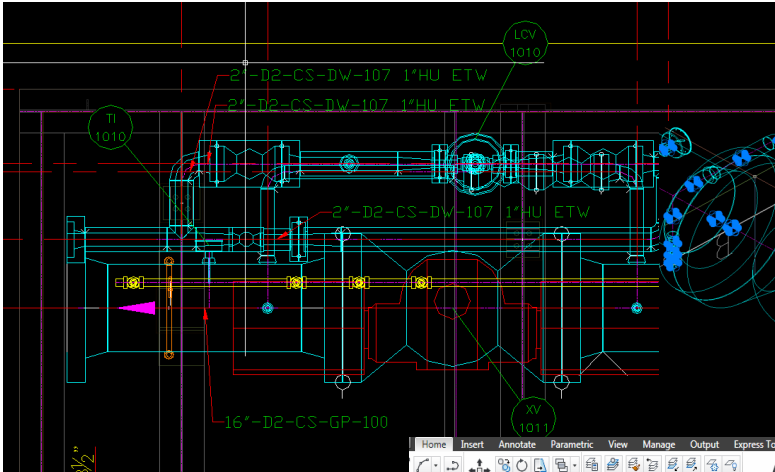 LCV
1010
2"-D2-CS-DW-107 1"HU ETW
2"-D2-CS-DW-107 1"HU ETW
TI
1010
2"-D2-CS-DW-107 1"HU ETW
XV
1011
16"-D2-CS-GP-100
Home Insert Annotate Parametric View Manage Output Express To